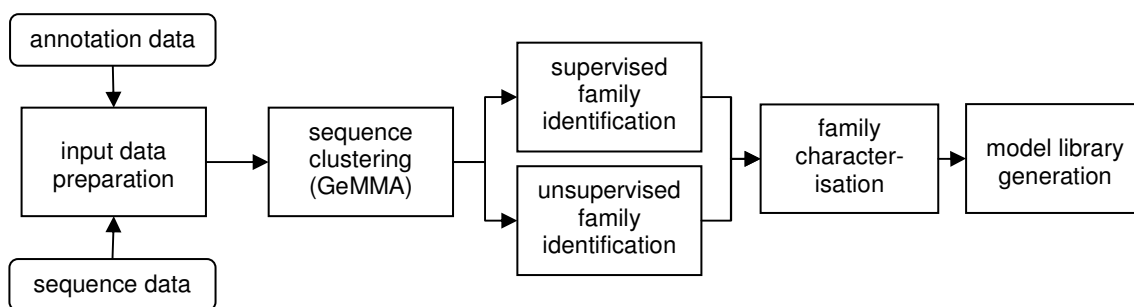 annotation data
input data
preparation
sequence data
sequence
clustering
(GeMMA)
supervised
family
identification
unsupervised
family
identification
family
character-
isation
model library
generation